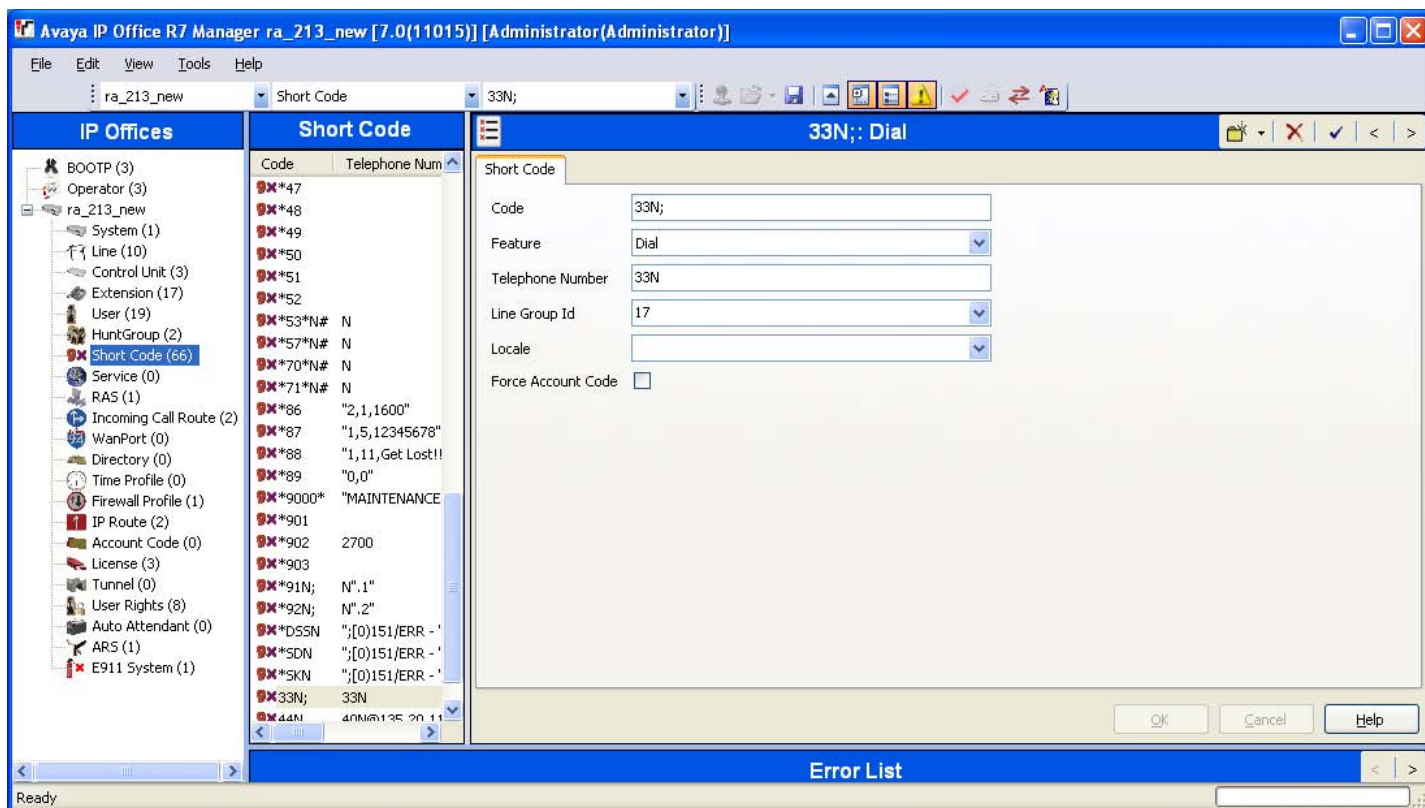 Avaya IP Office R7 Manager ra_213_new [7.0(11015)] [Administrator(Administrator)]
File Edit View Tools Help
ra_213_new Short Code 33N;
IP Offices
BOOTP (3)
Operator (3)
ra_213_new
System (1)
Line (10)
Control Unit (3)
Extension (17)
User (19)
HuntGroup (2)
Short Code (66)
Service (0)
RAS (1)
Incoming Call Route (2)
WanPort (0)
Directory (0)
Time Profile (0)
Firewall Profile (1)
IP Route (2)
Account Code (0)
License (3)
Tunnel (0)
User Rights (8)
Auto Attendant (0)
ARS (1)
E911 System (1)
Short Code
Code Telephone Num
*47
*48
*49
*50
*51
*52
*53*N# N
*57*N# N
*70*N# N
*71*N# N
*86 "2,1,1600"
*87 "1,5,12345678"
*88 "1,11,Get Lost!!
*89 "0,0"
*9000* "MAINTENANCE
*901
*902 2700
*903
*91N; N".1"
*92N; N".2"
*DSSN ";[0)151/ERR - '
*SDN ";[0)151/ERR - '
*SKN ";[0)151/ERR - '
33N; 33N
44N
33N;: Dial
Short Code
Code 33N;
Feature Dial
Telephone Number 33N
Line Group Id 17
Locale
Force Account Code
OK Cancel Help
Error List
Ready